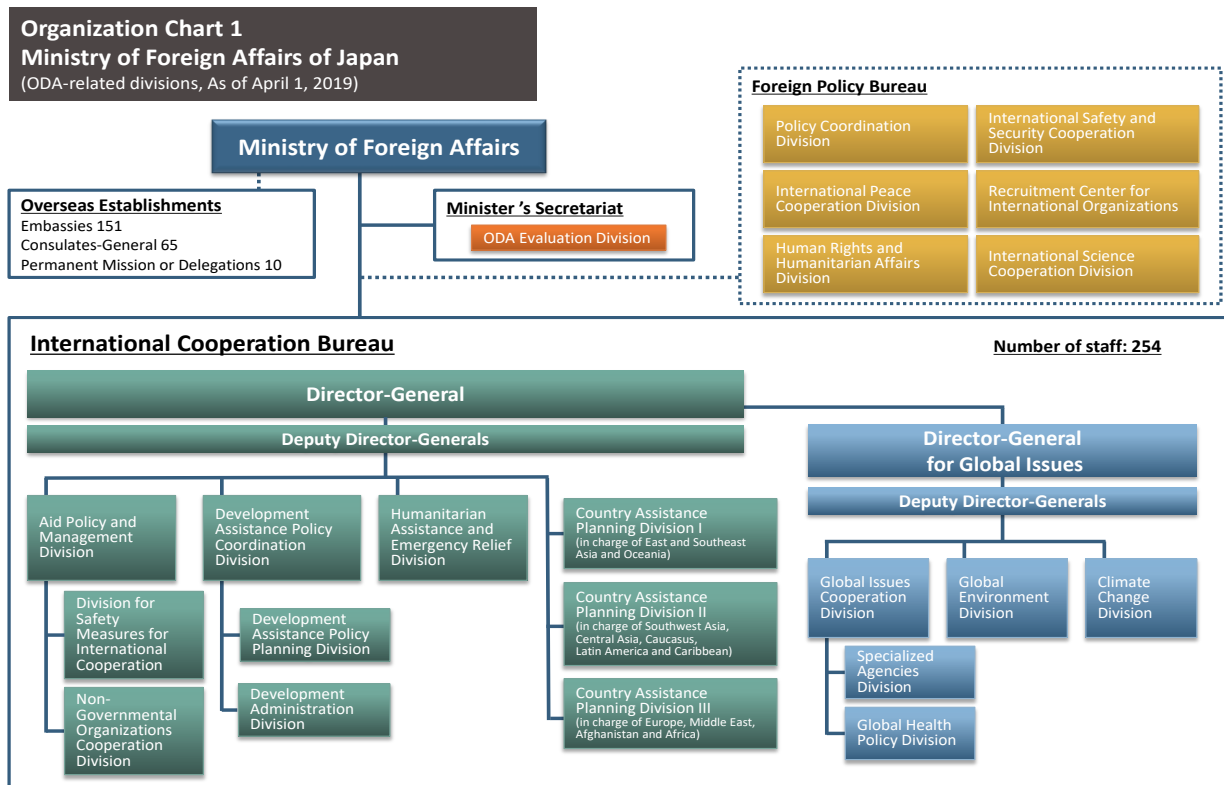 Organization Chart 1
Ministry of Foreign Affairs of Japan
(ODA-related divisions, As of April 1, 2019)
Ministry of Foreign Affairs
Overseas Establishments
Embassies 151
Consulates-General 65
Permanent Mission or Delegations 10
Minister 's Secretariat
ODA Evaluation Division
Foreign Policy Bureau
Policy Coordination
Division
International Safety and
Security Cooperation
Division
International Peace
Cooperation Division
Recruitment Center for
International Organizations
Human Rights and
Humanitarian Affairs
Division
International Science
Cooperation Division
International Cooperation Bureau
Number of staff: 254
Director-General
Deputy Director-Generals
Aid Policy and
Management
Division
Division for
Safety
Measures for
International
Cooperation
Non-
Governmental
Organizations
Cooperation
Division
Development
Assistance Policy
Coordination
Division
Development
Assistance Policy
Planning Division
Development
Administration
Division
Humanitarian
Assistance and
Emergency Relief
Division
Country Assistance
Planning Division I
(in charge of East and Southeast
Asia and Oceania)
Country Assistance
Planning Division II
(in charge of Southwest Asia,
Central Asia, Caucasus,
Latin America and Caribbean)
Country Assistance
Planning Division III
(in charge of Europe, Middle East,
Afghanistan and Africa)
Director-General
for Global Issues
Deputy Director-Generals
Global Issues
Cooperation
Division
Specialized
Agencies
Division
Global Health
Policy Division
Global
Environment
Division
Climate
Change
Division